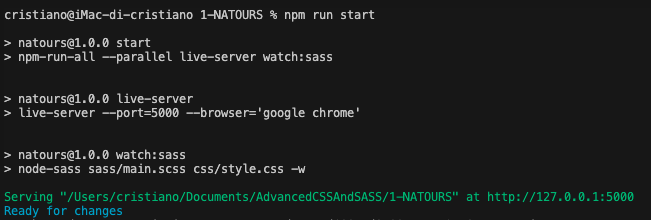 cristiano@iMac-di-cristiano 1-NATOURS % npm run start
> natours@1.0.0 start
> npm-run-all --parallel live-server watch:sass
> natours@1.0.0 live-server
> live-server --port=5000 --browser='google chrome'
> natours@1.0.0 watch:sass
> node-sass sass/main.scss css/style.css -w
Serving "/Users/cristiano/Documents/AdvancedCSSAndSASS/1-NATOURS" at http://127.0.0.1:5000
Ready for changes